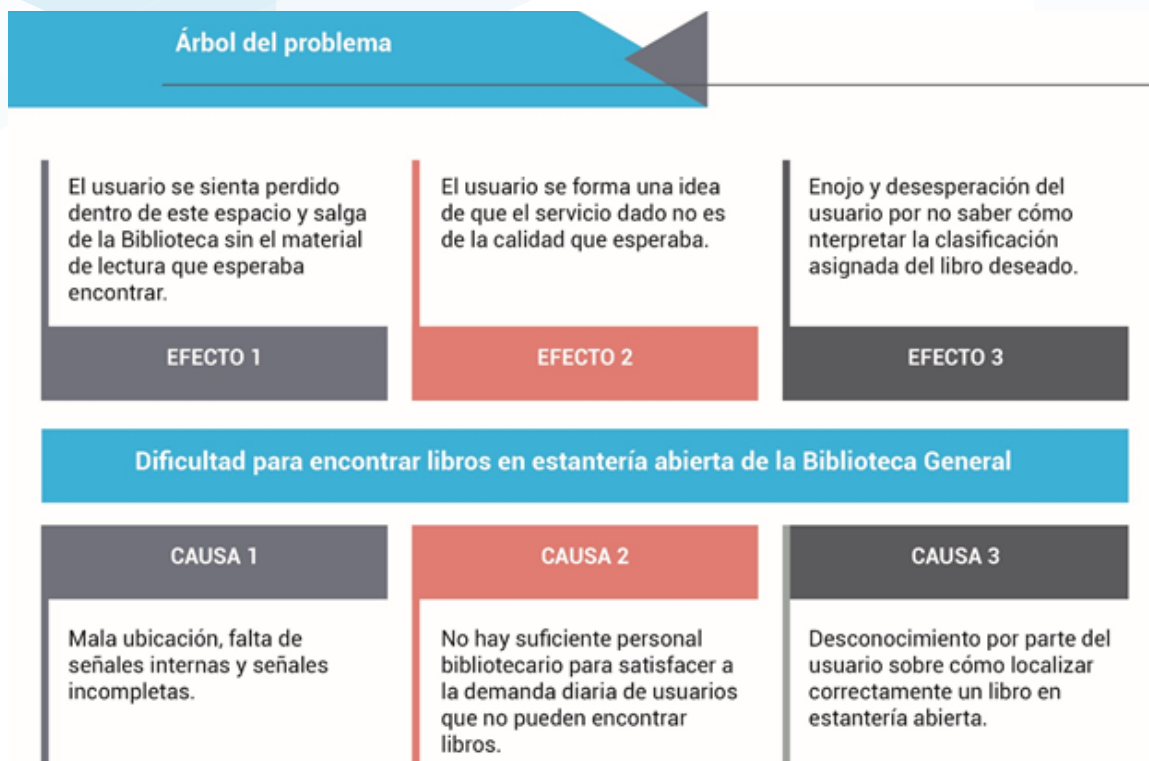 Árbol del problema
El usuario se sienta perdido
dentro de este espacio y salga
de la Biblioteca sin el material
de lectura que esperaba
encontrar.
EFECTO 1
El usuario se forma una idea
de que el servicio dado no es
de la calidad que esperaba.
EFECTO 2
Enojo y desesperación del
usuario por no saber cómo
nterpretar la clasificación
asignada del libro deseado.
EFECTO 3
Dificultad para encontrar libros en estantería abierta de la Biblioteca General
CAUSA 1
Mala ubicación, falta de
señales internas y señales
incompletas.
CAUSA 2
No hay suficiente personal
bibliotecario para satisfacer a
la demanda diaria de usuarios
que no pueden encontrar
libros.
CAUSA 3
Desconocimiento por parte del
usuario sobre cómo localizar
correctamente un libro en
estantería abierta.